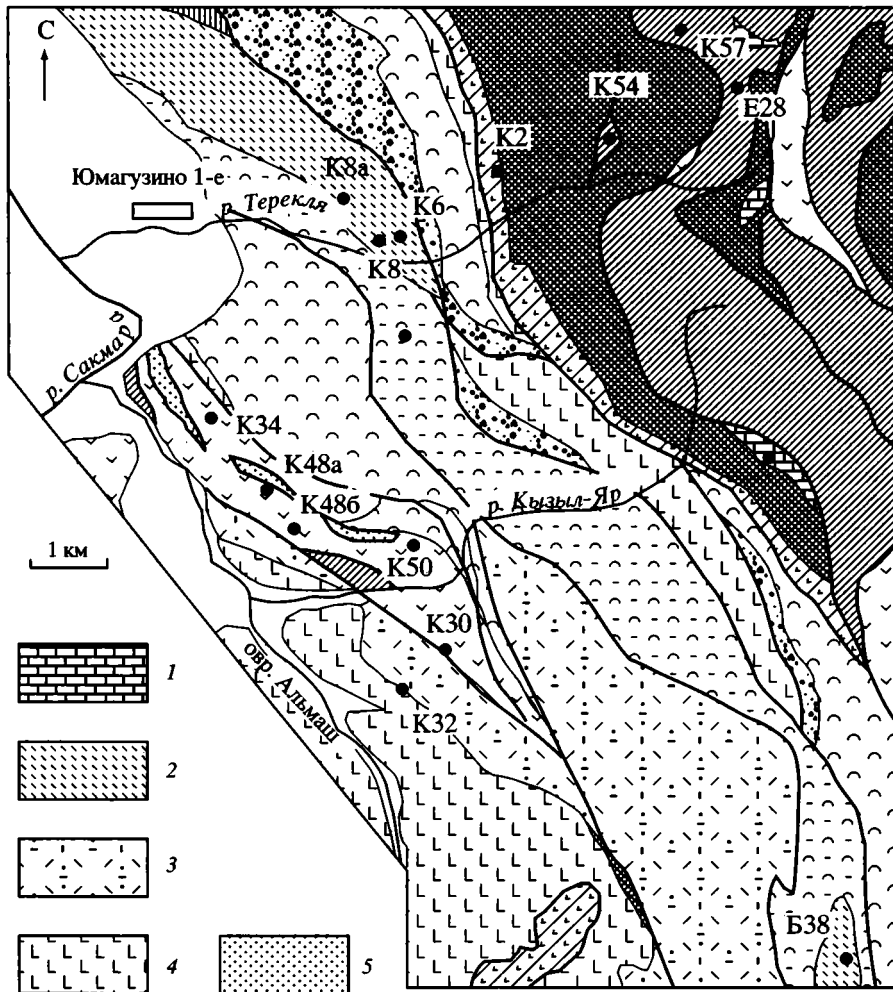 С
К57
К54
Е28
К2
К8а
Юмагузино 1-е
р. Терекля
К6
К8
р. Сакмара
К34
К48а
К48б
р. Кызыл-Яр
1 км
К50
К30
овр. Альмаш
К32
1
2
3
4
5
Б38